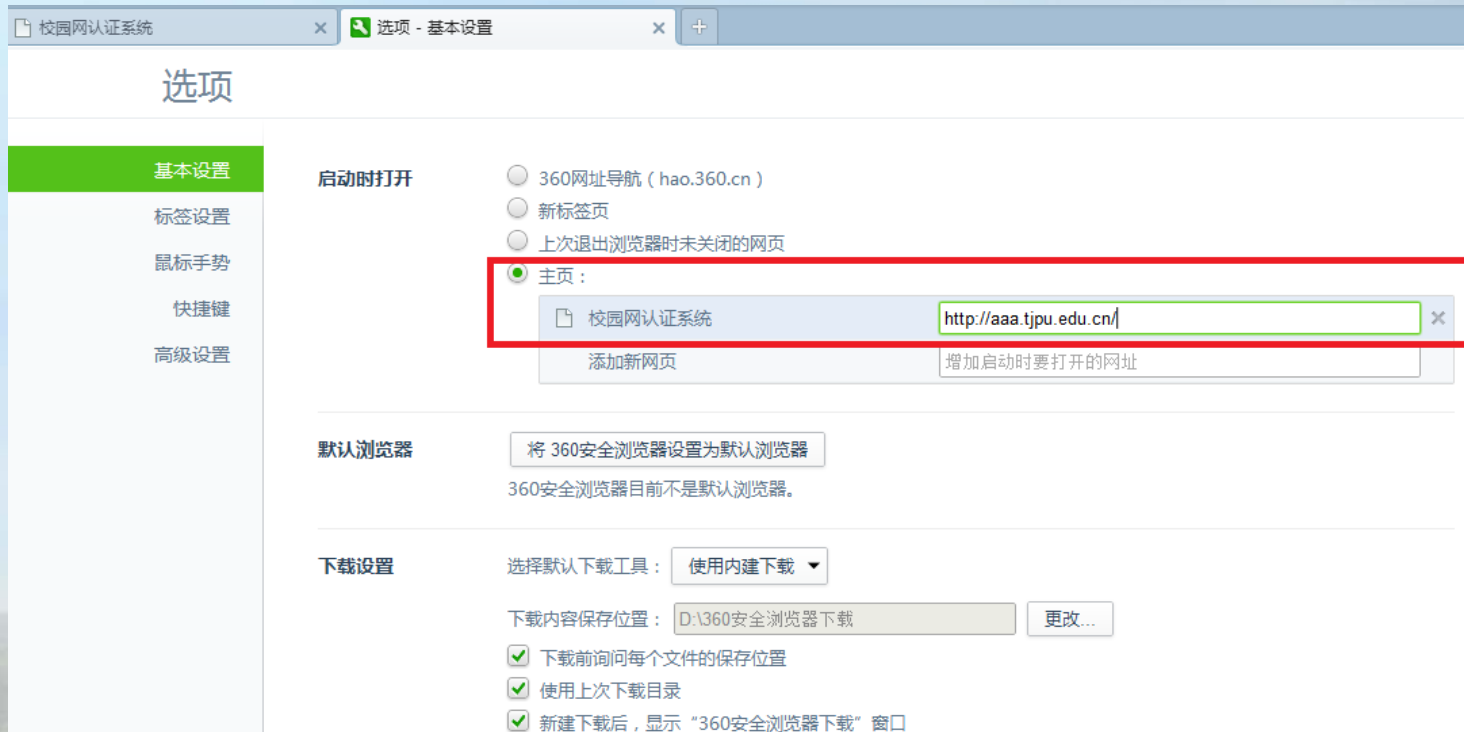 校园网认证系统
选项 - 基本设置
选项
基本设置
标签设置
鼠标手势
快捷键
高级设置
启动时打开
360网址导航 ( hao.360.cn )
新标签页
上次退出浏览器时未关闭的网页
主页：
校园网认证系统 http://aaa.tjpu.edu.cn/
添加新网页 增加启动时要打开的网址
默认浏览器 将 360安全浏览器设置为默认浏览器
360安全浏览器目前不是默认浏览器。
下载设置 选择默认下载工具： 使用内建下载
下载内容保存位置： D:\360安全浏览器下载 更改...
下载前询问每个文件的保存位置
使用上次下载目录
新建下载后，显示“360安全浏览器下载”窗口